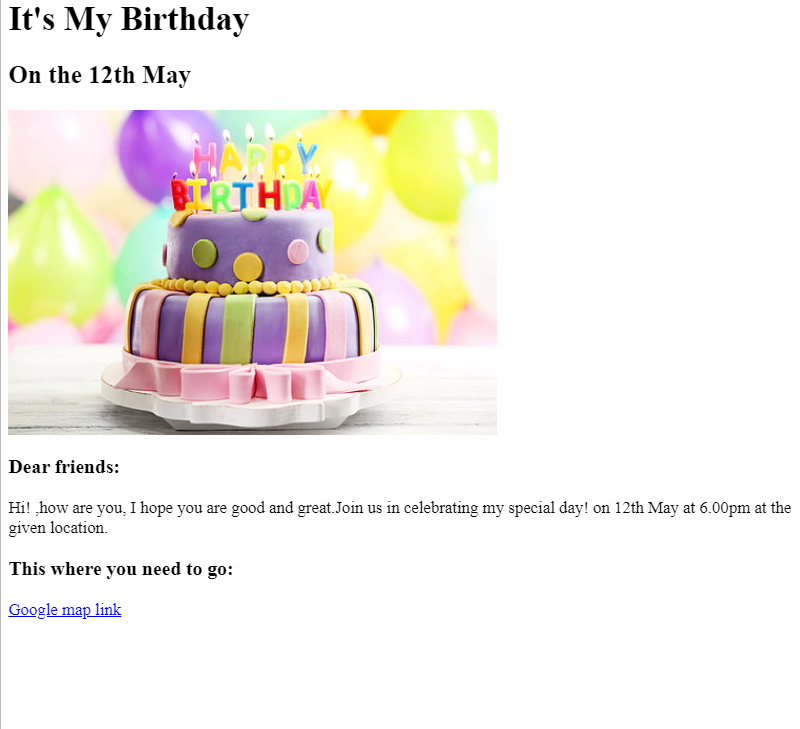 It's My Birthday
On the 12th May
HAPPY
BIRTHDAY
Dear friends:
Hi! ,how are you, I hope you are good and great.Join us in celebrating my special day! on 12th May at 6.00pm at the
given location.
This where you need to go:
Google map link